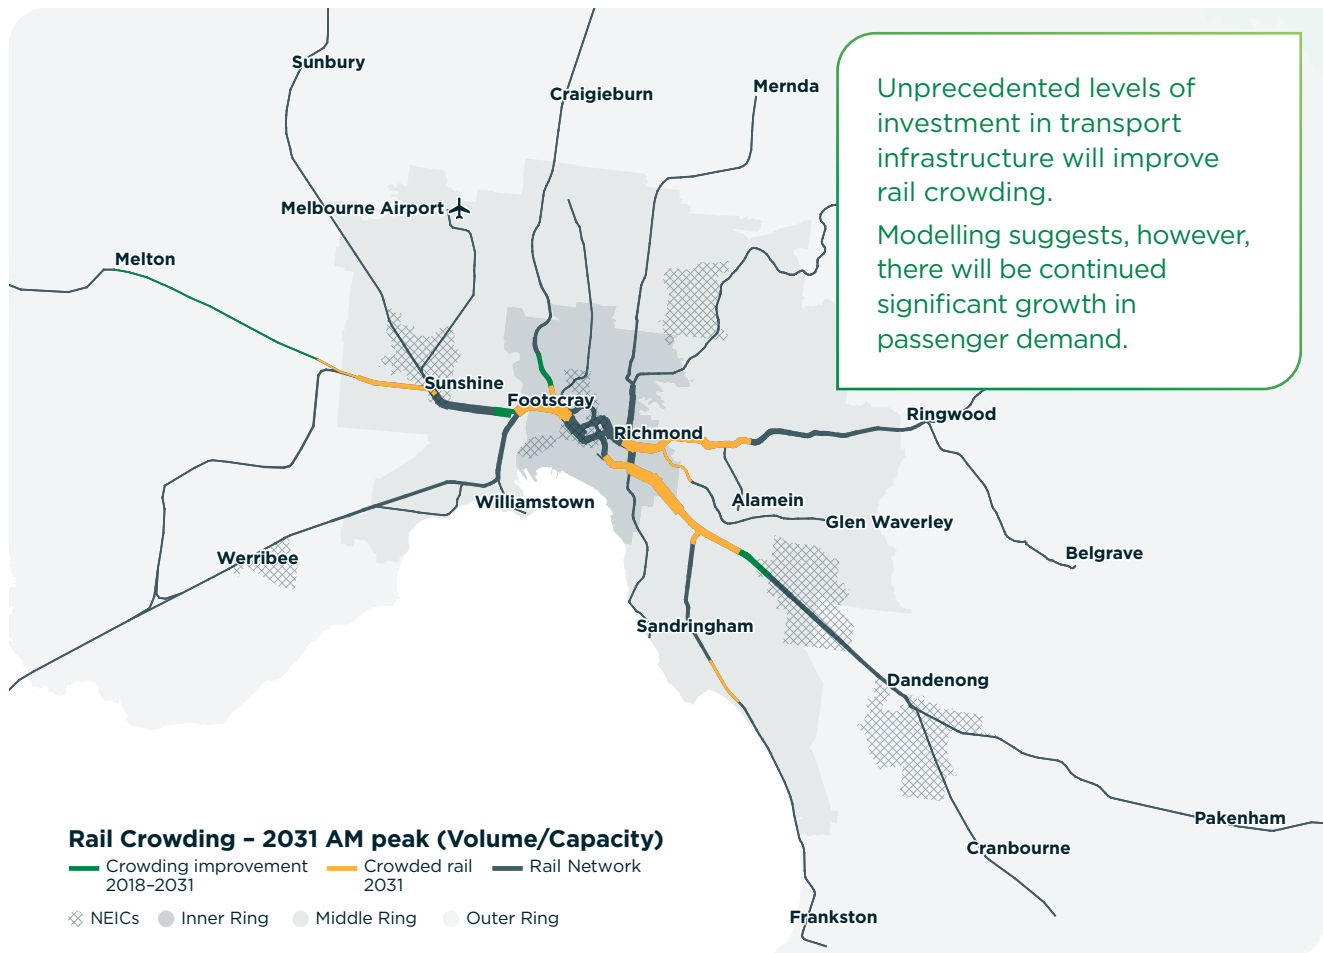 Sunbury
Craigieburn
Mernda
Unprecedented levels of
investment in transport
infrastructure will improve
rail crowding.
Modelling suggests, however,
there will be continued
significant growth in
passenger demand.
Melbourne Airport
Melton
Sunshine
Footscray
Richmond
Ringwood
Williamstown
Alamein
Glen Waverley
Werribee
Belgrave
Sandringham
Dandenong
Pakenham
Cranbourne
Frankston
Rail Crowding – 2031 AM peak (Volume/Capacity)
Crowding improvement
2018–2031
Crowded rail
2031
Rail Network
NEICs
Inner Ring
Middle Ring
Outer Ring